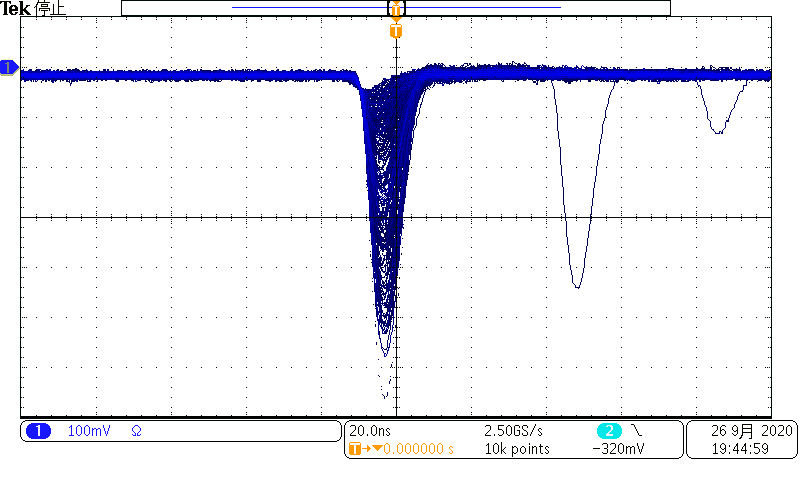 Tek 停止
T
T
1
1 100mV Ω
20.0ns 2.50GS/s 2 -320mV
T→▼0.000000 s 10k points
26 9月 2020
19:44:59